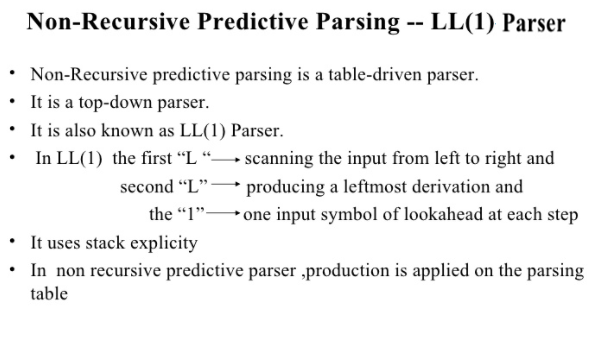 Non-Recursive Predictive Parsing -- LL(1) Parser
• Non-Recursive predictive parsing is a table-driven parser.
• It is a top-down parser.
• It is also known as LL(1) Parser.
• In LL(1) the first “L “→ scanning the input from left to right and
second “L”→ producing a leftmost derivation and
the “1”→ one input symbol of lookahead at each step
• It uses stack explicity
• In non recursive predictive parser ,production is applied on the parsing
table